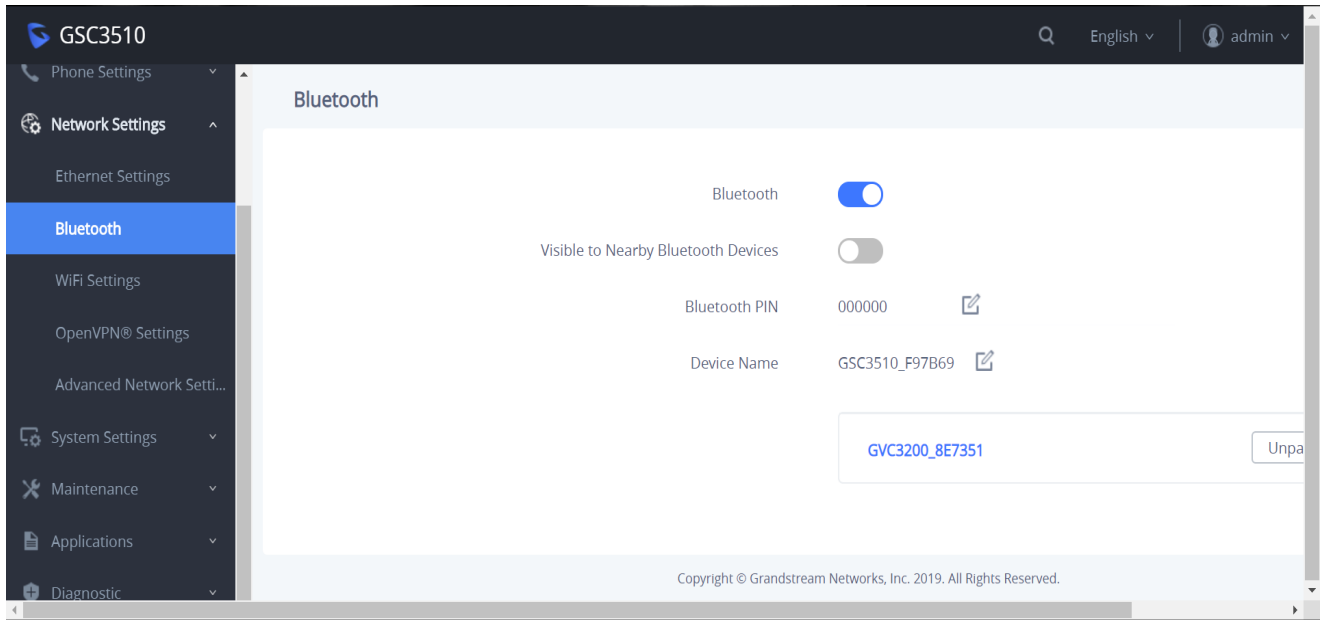 GSC3510
English
admin
Phone Settings
Network Settings
Ethernet Settings
Bluetooth
WiFi Settings
OpenVPN® Settings
Advanced Network Setti...
System Settings
Maintenance
Applications
Diagnostic
Bluetooth
Bluetooth
Visible to Nearby Bluetooth Devices
Bluetooth PIN 000000
Device Name GSC3510_F97B69
GVC3200_8E7351 Unpa
Copyright © Grandstream Networks, Inc. 2019. All Rights Reserved.